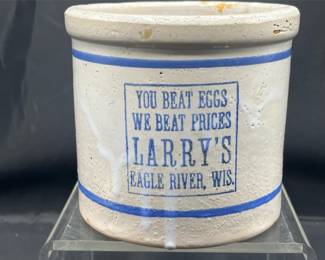 YOU BEAT EGGS
WE BEAT PRICES
LARRY'S
EAGLE RIVER, WIS.